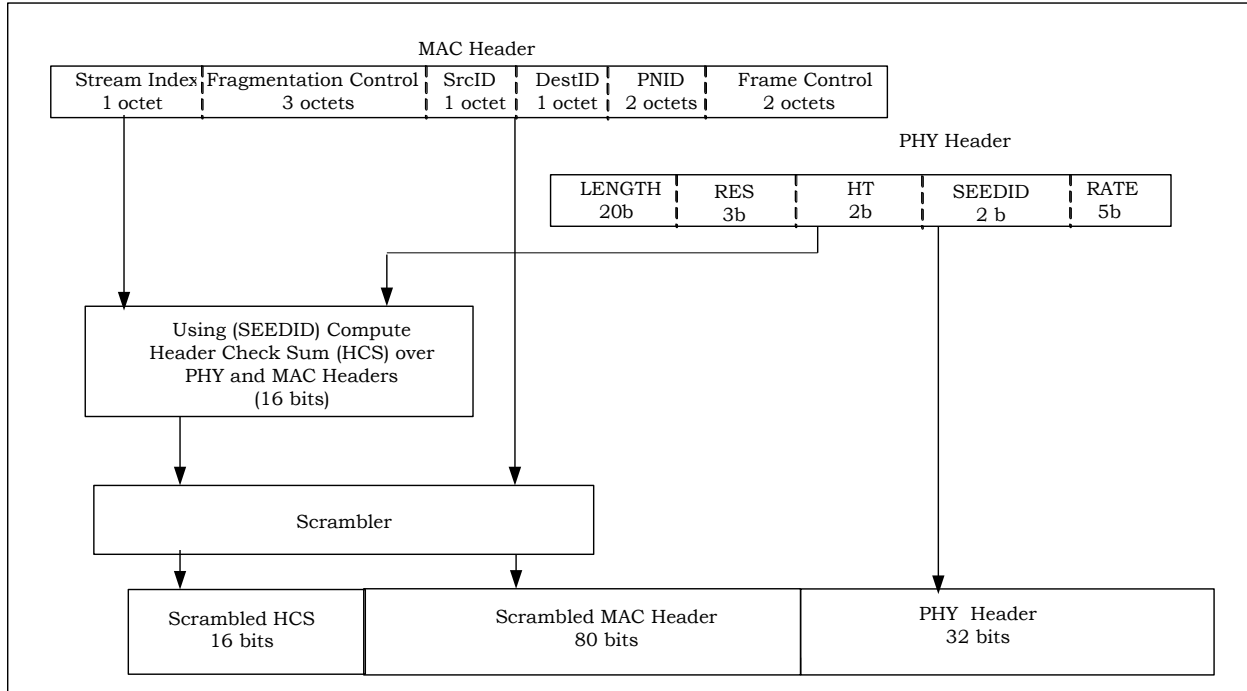 MAC Header
Stream Index Fragmentation Control SrcID DestID PNID Frame Control
1 octet 3 octets 1 octet 1 octet 2 octets 2 octets
PHY Header
LENGTH RES HT SEEDID RATE
20b 3b 2b 2 b 5b
Using (SEEDID) Compute
Header Check Sum (HCS) over
PHY and MAC Headers
(16 bits)
Scrambler
Scrambled HCS Scrambled MAC Header PHY Header
16 bits 80 bits 32 bits